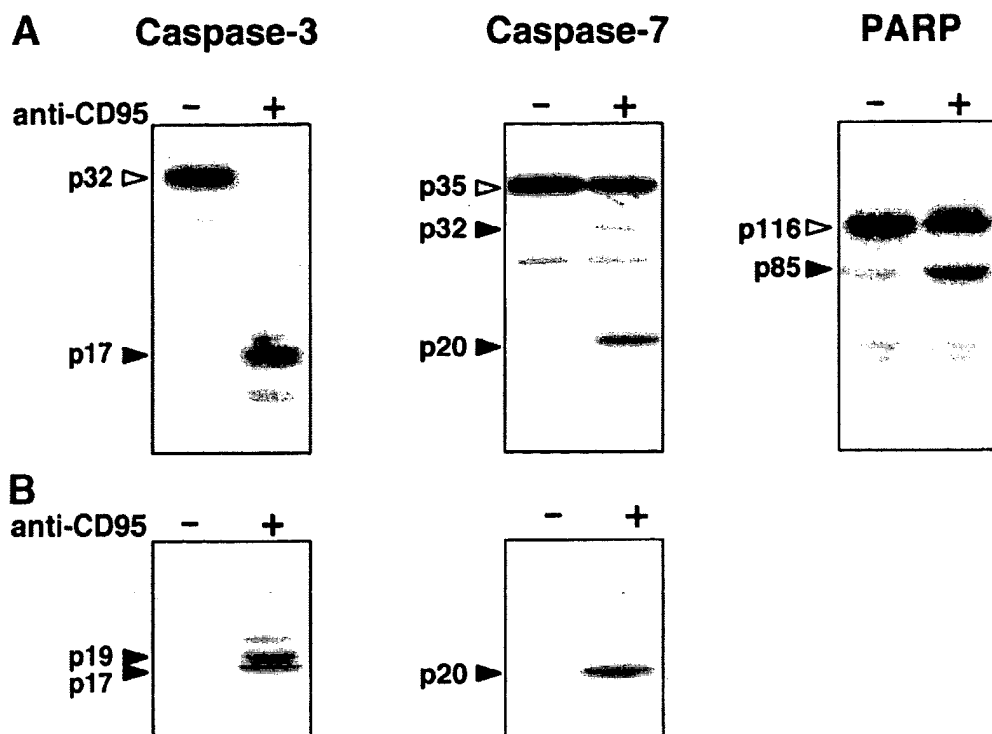 A Caspase-3 Caspase-7 PARP
anti-CD95 - + - + - +
p32
p17
p35
p32
p20
p116
p85
B
anti-CD95 - + - +
p19
p17
p20